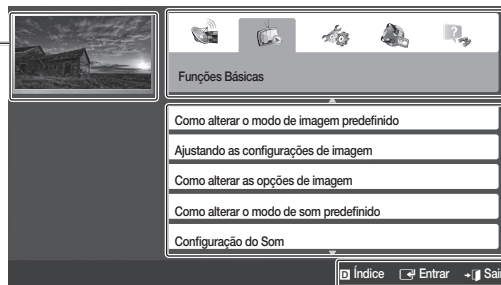 Funções Básicas
Como alterar o modo de imagem predefinido
Ajustando as configurações de imagem
Como alterar as opções de imagem
Como alterar o modo de som predefinido
Configuração do Som
D Índice Entrar Sair